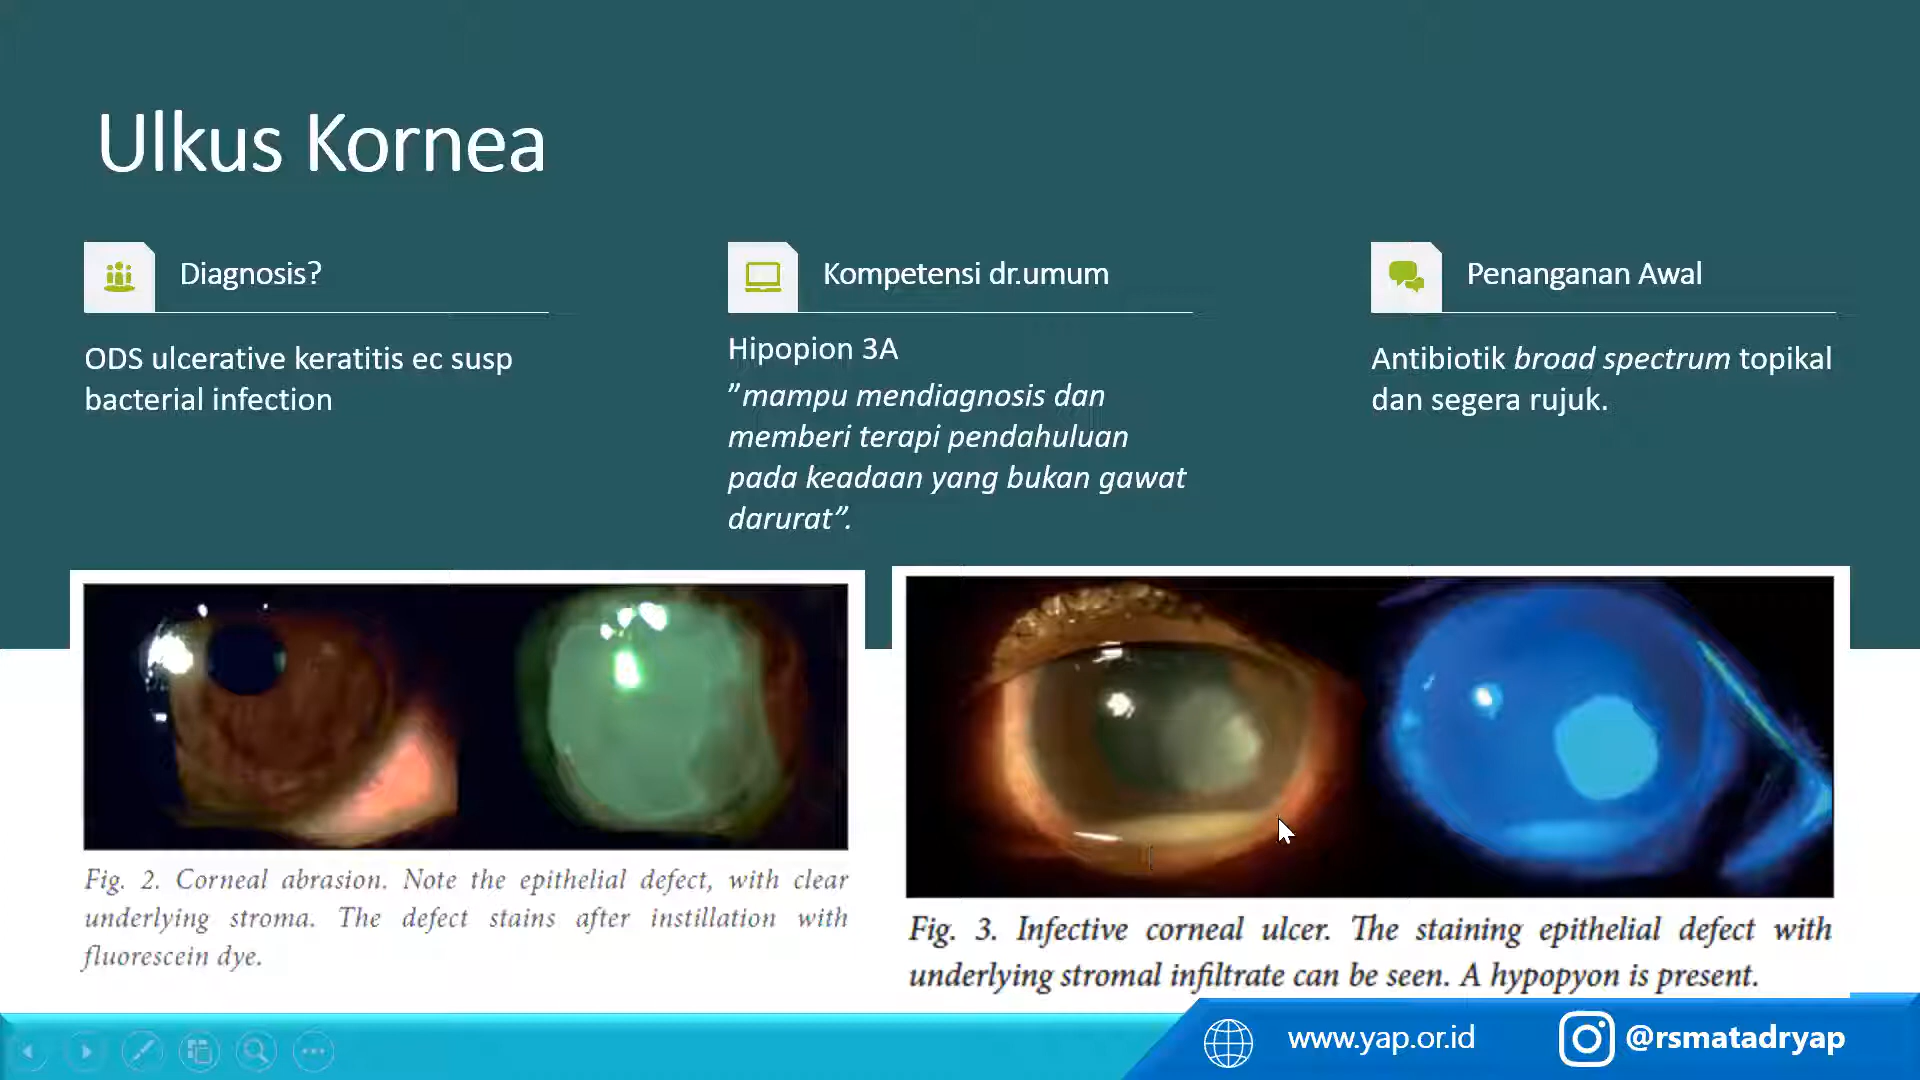 Ulkus Kornea
Diagnosis?
ODS ulcerative keratitis ec susp
bacterial infection
Kompetensi dr.umum
Hipopion 3A
”mampu mendiagnosis dan
memberi terapi pendahuluan
pada keadaan yang bukan gawat
darurat”.
Penanganan Awal
Antibiotik broad spectrum topikal
dan segera rujuk.
Fig. 2. Corneal abrasion. Note the epithelial defect, with clear
underlying stroma. The defect stains after instillation with
fluorescein dye.
Fig. 3. Infective corneal ulcer. The staining epithelial defect with
underlying stromal infiltrate can be seen. A hypopyon is present.
www.yap.or.id
@rsmatadryap